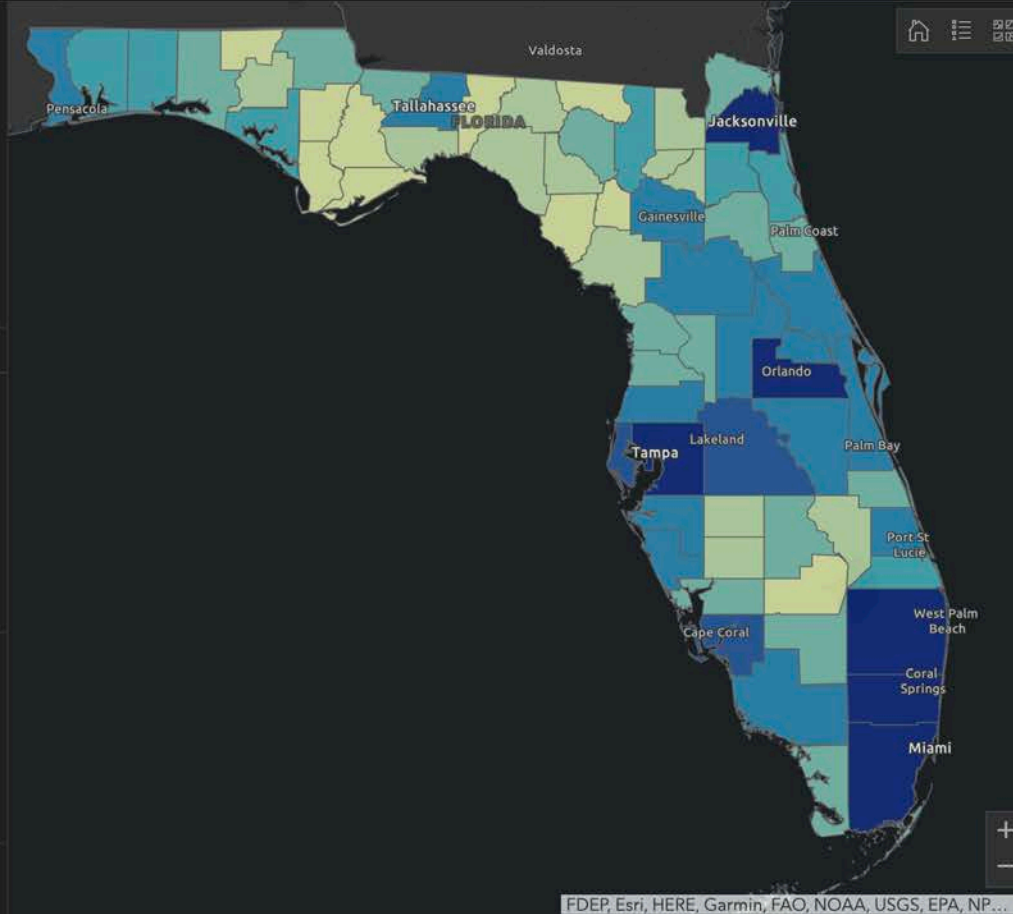 Valdosta
Pensacola
Tallahassee
FLORIDA
Jacksonville
Gainesville
Palm Coast
Orlando
Lakeland
Tampa
Palm Bay
Port St
Lucie
West Palm
Beach
Cape Coral
Coral
Springs
Miami
+
−
FDEP, Esri, HERE, Garmin, FAO, NOAA, USGS, EPA, NP...